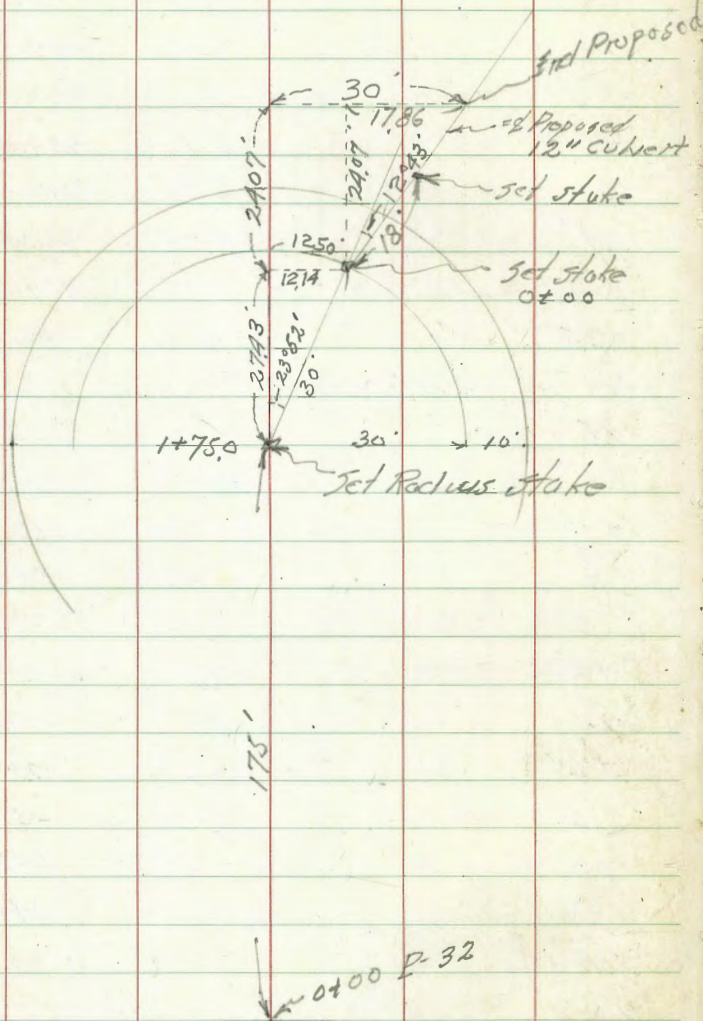 End Proposed
30'
17.86
℄ Proposed
12" Culvert
24.07'
24.07'
12°43'
set stake
18'
12.50'
12.14
Set stake
0+00
27.43'
23°52'
30'
1+75.0
30'
10'
Set Radius stake
175'
0+00 P-32